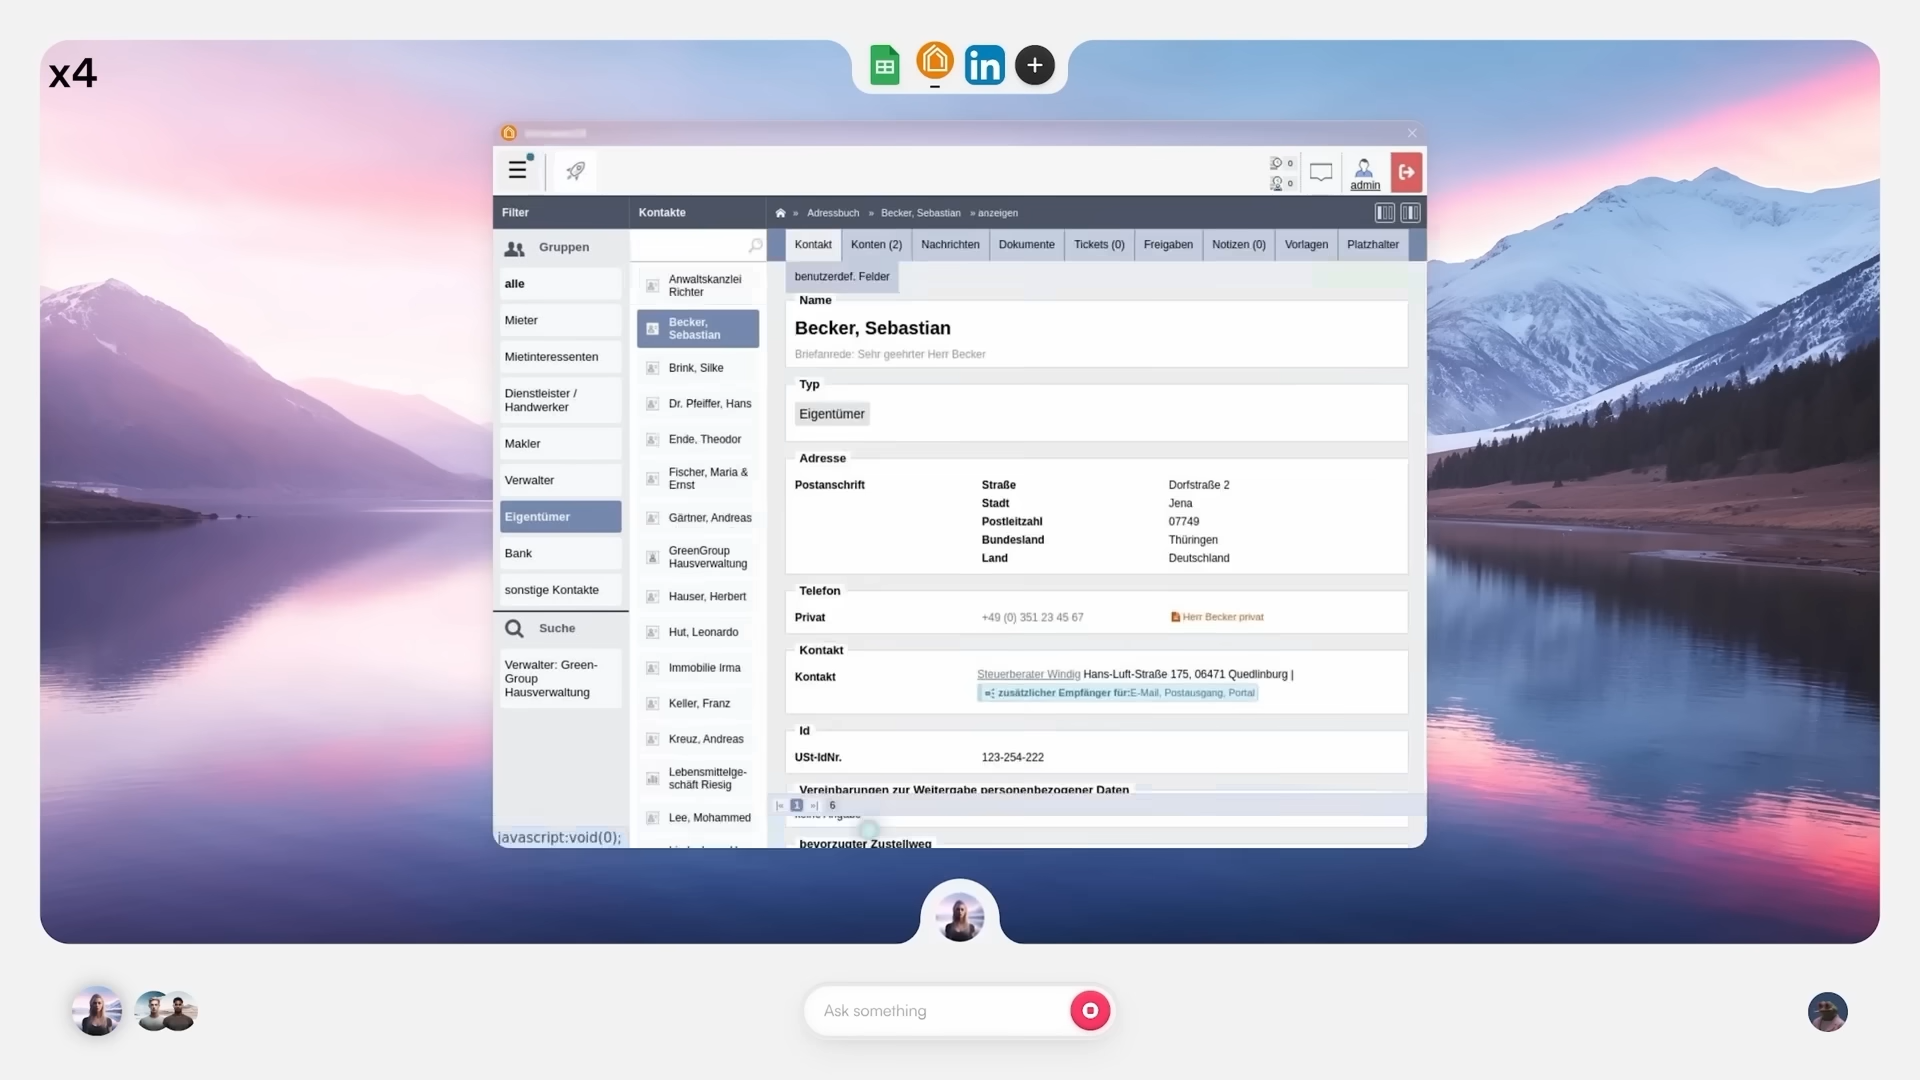 x4
in
0
0
admin
Filter
Kontakte
» Adressbuch » Becker, Sebastian » anzeigen
Gruppen
alle
Mieter
Mietinteressenten
Dienstleister /
Handwerker
Makler
Verwalter
Eigentümer
Bank
sonstige Kontakte
Suche
Verwalter: Green-
Group
Hausverwaltung
javascript:void(0);
Anwaltskanzlei
Richter
Becker,
Sebastian
Brink, Silke
Dr. Pfeiffer, Hans
Ende, Theodor
Fischer, Maria &
Ernst
Gärtner, Andreas
GreenGroup
Hausverwaltung
Hauser, Herbert
Hut, Leonardo
Immobilie Irma
Keller, Franz
Kreuz, Andreas
Lebensmittelge-
schäft Riesig
Lee, Mohammed
Kontakt Konten (2) Nachrichten Dokumente Tickets (0) Freigaben Notizen (0) Vorlagen Platzhalter
benutzerdef. Felder
Name
Becker, Sebastian
Briefanrede: Sehr geehrter Herr Becker
Typ
Eigentümer
Adresse
Postanschrift Straße Dorfstraße 2
Stadt Jena
Postleitzahl 07749
Bundesland Thüringen
Land Deutschland
Telefon
Privat +49 (0) 351 23 45 67 Herr Becker privat
Kontakt
Kontakt Steuerberater Windig Hans-Luft-Straße 175, 06471 Quedlinburg |
zusätzlicher Empfänger für:E-Mail, Postausgang, Portal
Id
USt-IdNr. 123-254-222
Vereinbarungen zur Weitergabe personenbezogener Daten
|« 1 »| 6
keine Angabe
bevorzugter Zustellweg
Ask something